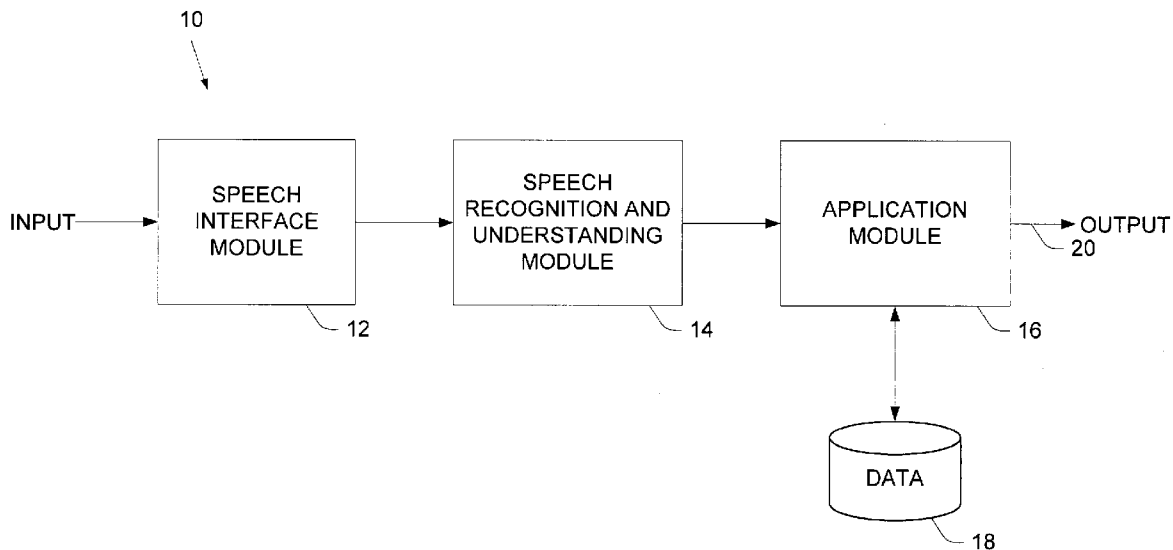 10
INPUT
SPEECH
INTERFACE
MODULE
12
SPEECH
RECOGNITION AND
UNDERSTANDING
MODULE
14
APPLICATION
MODULE
16
OUTPUT
20
DATA
18